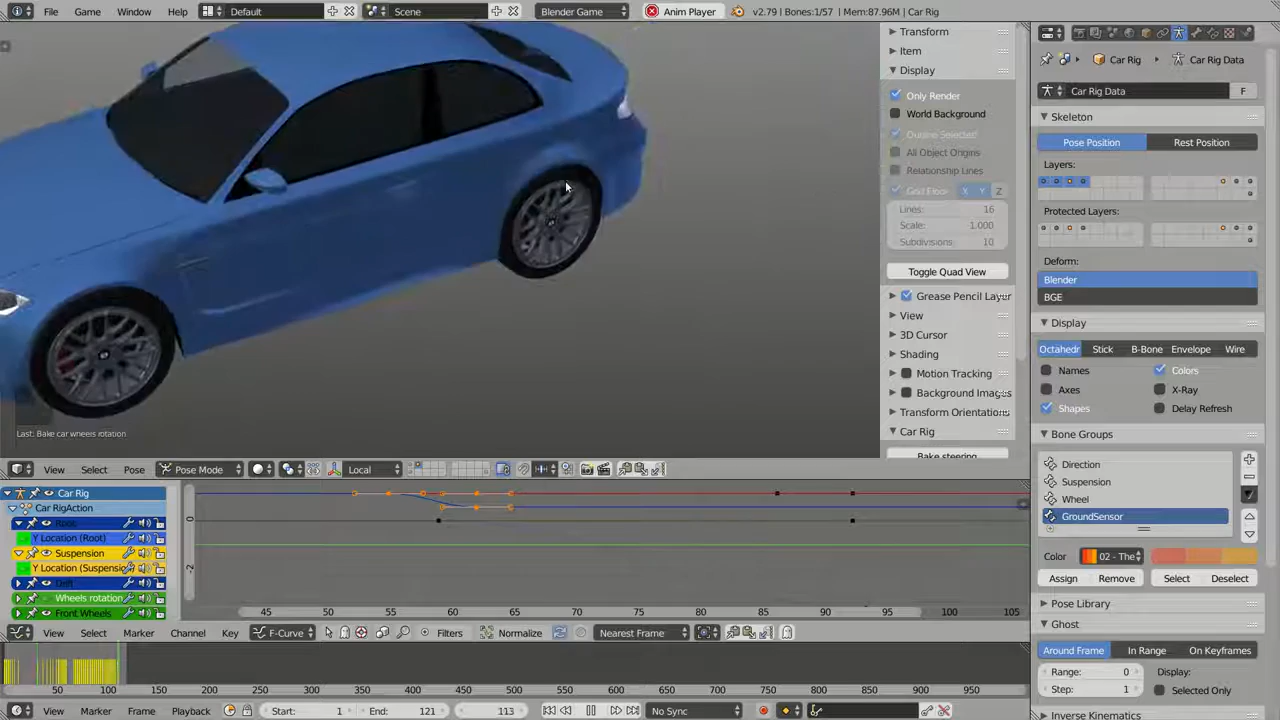 File Window Help Default Scene Blender Game Anim Player v2.79 | Bones:1/57 | Mem:87.96M | Car Rig
Transform
Item
Display
Only Render
World Background
Outline Selected
All Object Origins
Relationship Lines
Grid Floor X Y Z
Lines: 16
Scale: 1.000
Subdivisions: 10
Toggle Quad View
Grease Pencil Layer
View
3D Cursor
Shading
Motion Tracking
Background Images
Transform Orientations
Car Rig
Bake steering
Last: Bake car wheels rotation
View Select Pose Pose Mode Local
Car Rig Car Rig Data
Car Rig Data F
Skeleton
Pose Position Rest Position
Layers:
Protected Layers:
Deform:
Blender
BGE
Display
Octahedr Stick B-Bone Envelope Wire
Names Colors
Axes X-Ray
Shapes Delay Refresh
Bone Groups
Direction
Suspension
Wheel
GroundSensor
Color 02 - The
Assign Remove Select Deselect
Pose Library
Ghost
Around Frame In Range On Keyframes
Range: 0 Display:
Step: 1 Selected Only
Inverse Kinematics
Car Rig
Car RigAction
Root
Y Location (Root)
Suspension
Y Location (Suspensio
Drift
Wheels rotation
Front Wheels
0
-2
45 50 55 60 65 70 75 80 85 90 95 100 105
View Select Marker Channel Key F-Curve Filters Normalize Nearest Frame
50 100 150 200 250 300 350 400 450 500 550 600 650 700 750 800 850 900 950
View Marker Frame Playback Start: 1 End: 121 113 No Sync